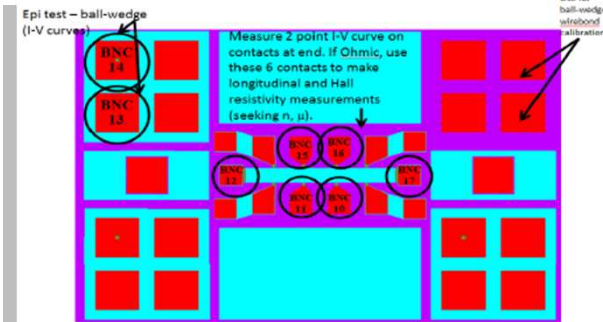 Epi test – ball-wedge
(I-V curves)
ball-wedge
wirebond
calibration
Measure 2 point I-V curve on
contacts at end. If Ohmic, use
these 6 contacts to make
longitudinal and Hall
resistivity measurements
(seeking n, μ).
BNC
14
BNC
13
BNC
15
BNC
16
BNC
12
BNC
17
BNC
11
BNC
10